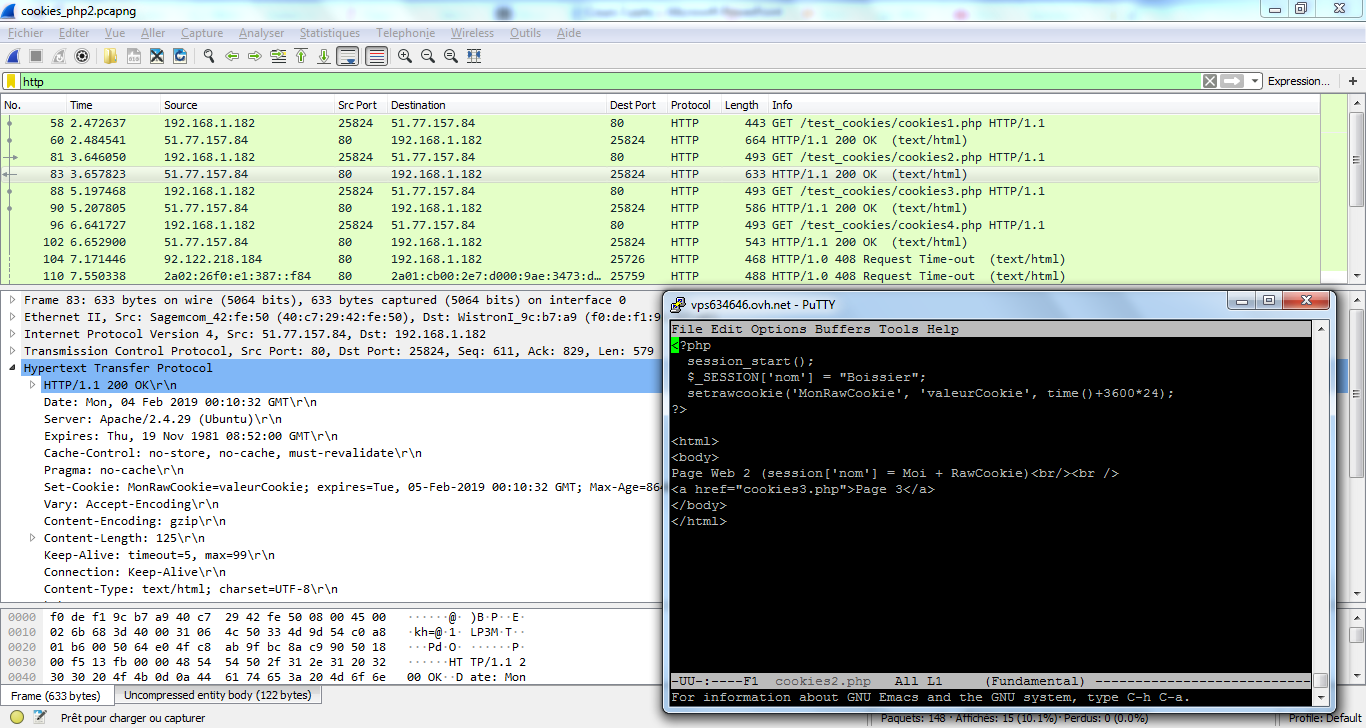 cookies_php2.pcapng
Fichier Editer Vue Aller Capture Analyser Statistiques Telephonie Wireless Outils Aide
http Expression... +
No. Time Source Src Port Destination Dest Port Protocol Length Info
58 2.472637 192.168.1.182 25824 51.77.157.84 80 HTTP 443 GET /test_cookies/cookies1.php HTTP/1.1
60 2.484541 51.77.157.84 80 192.168.1.182 25824 HTTP 664 HTTP/1.1 200 OK (text/html)
81 3.646050 192.168.1.182 25824 51.77.157.84 80 HTTP 493 GET /test_cookies/cookies2.php HTTP/1.1
83 3.657823 51.77.157.84 80 192.168.1.182 25824 HTTP 633 HTTP/1.1 200 OK (text/html)
88 5.197468 192.168.1.182 25824 51.77.157.84 80 HTTP 493 GET /test_cookies/cookies3.php HTTP/1.1
90 5.207805 51.77.157.84 80 192.168.1.182 25824 HTTP 586 HTTP/1.1 200 OK (text/html)
96 6.641727 192.168.1.182 25824 51.77.157.84 80 HTTP 493 GET /test_cookies/cookies4.php HTTP/1.1
102 6.652900 51.77.157.84 80 192.168.1.182 25824 HTTP 543 HTTP/1.1 200 OK (text/html)
104 7.171446 92.122.218.184 80 192.168.1.182 25726 HTTP 468 HTTP/1.0 408 Request Time-out (text/html)
110 7.550338 2a02:26f0:e1:387::f84 80 2a01:cb00:2e7:d000:9ae:3473:d… 25759 HTTP 488 HTTP/1.0 408 Request Time-out (text/html)
Frame 83: 633 bytes on wire (5064 bits), 633 bytes captured (5064 bits) on interface 0
Ethernet II, Src: Sagemcom_42:fe:50 (40:c7:29:42:fe:50), Dst: WistronI_9c:b7:a9 (f0:de:f1:9
Internet Protocol Version 4, Src: 51.77.157.84, Dst: 192.168.1.182
Transmission Control Protocol, Src Port: 80, Dst Port: 25824, Seq: 611, Ack: 829, Len: 579
Hypertext Transfer Protocol
HTTP/1.1 200 OK\r\n
Date: Mon, 04 Feb 2019 00:10:32 GMT\r\n
Server: Apache/2.4.29 (Ubuntu)\r\n
Expires: Thu, 19 Nov 1981 08:52:00 GMT\r\n
Cache-Control: no-store, no-cache, must-revalidate\r\n
Pragma: no-cache\r\n
Set-Cookie: MonRawCookie=valeurCookie; expires=Tue, 05-Feb-2019 00:10:32 GMT; Max-Age=864
Vary: Accept-Encoding\r\n
Content-Encoding: gzip\r\n
Content-Length: 125\r\n
Keep-Alive: timeout=5, max=99\r\n
Connection: Keep-Alive\r\n
Content-Type: text/html; charset=UTF-8\r\n
0000 f0 de f1 9c b7 a9 40 c7 29 42 fe 50 08 00 45 00 ······@· )B·P··E·
0010 02 6b 68 3d 40 00 31 06 4c 50 33 4d 9d 54 c0 a8 ·kh=@·1· LP3M·T··
0020 01 b6 00 50 64 e0 4f c8 ab 9f bc 8a c9 90 50 18 ···Pd·O· ······P·
0030 00 f5 13 fb 00 00 48 54 54 50 2f 31 2e 31 20 32 ······HT TP/1.1 2
0040 30 30 20 4f 4b 0d 0a 44 61 74 65 3a 20 4d 6f 6e 00 OK··D ate: Mon
Frame (633 bytes) Uncompressed entity body (122 bytes)
Prêt pour charger ou capturer
Paquets: 148 · Affichés: 15 (10.1%) · Perdus: 0 (0.0%) Profile: Default
vps634646.ovh.net - PuTTY
File Edit Options Buffers Tools Help
<?php
session_start();
$_SESSION['nom'] = "Boissier";
setrawcookie('MonRawCookie', 'valeurCookie', time()+3600*24);
?>
<html>
<body>
Page Web 2 (session['nom'] = Moi + RawCookie)<br/><br />
<a href="cookies3.php">Page 3</a>
</body>
</html>
-UU-:----F1 cookies2.php All L1 (Fundamental) ---------------------------
For information about GNU Emacs and the GNU system, type C-h C-a.